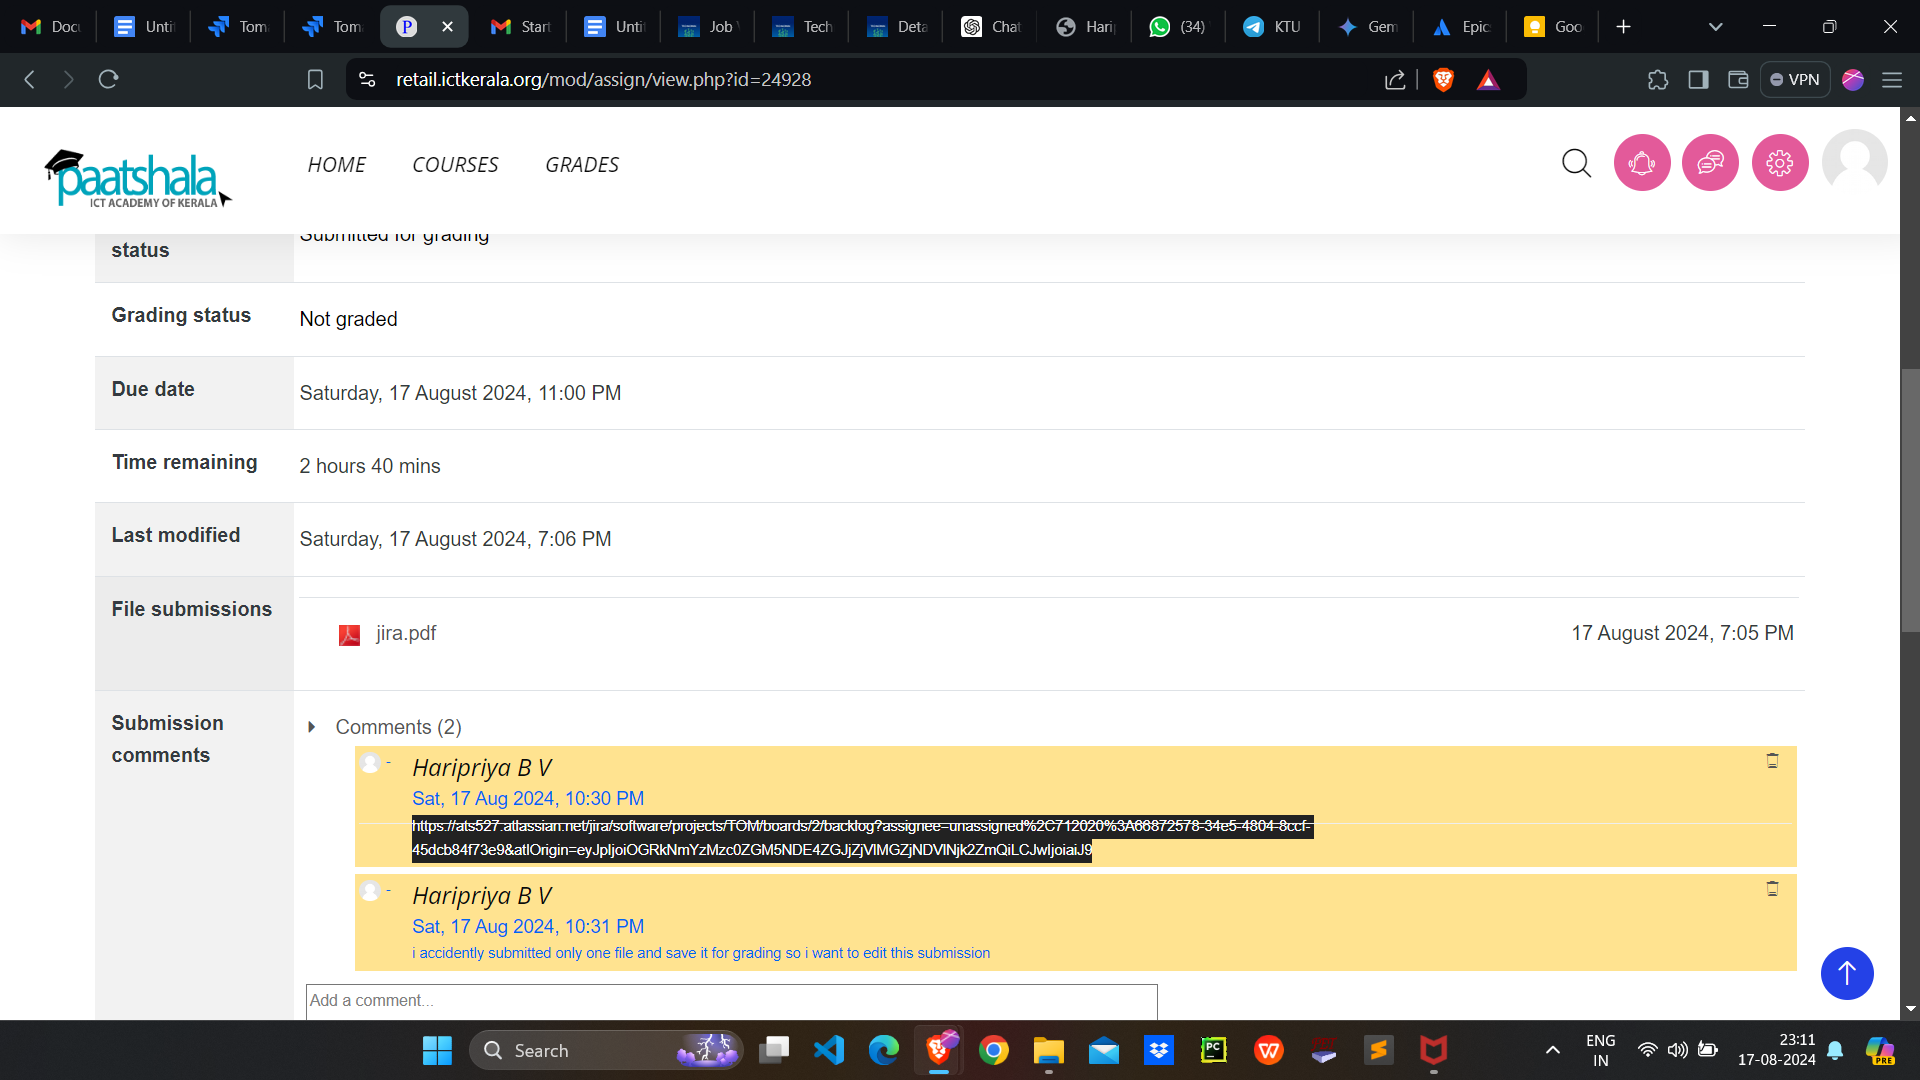 Docu
Untit
Tom
Tom
P
Start
Unti
Job
Tech
Deta
Chat
Harip
(34)
KTU
Gem
Epic
Goo
retail.ictkerala.org/mod/assign/view.php?id=24928
VPN
paatshala
ICT ACADEMY OF KERALA
HOME
COURSES
GRADES
status
Submitted for grading
Grading status
Not graded
Due date
Saturday, 17 August 2024, 11:00 PM
Time remaining
2 hours 40 mins
Last modified
Saturday, 17 August 2024, 7:06 PM
File submissions
jira.pdf
17 August 2024, 7:05 PM
Submission
comments
Comments (2)
-
Haripriya B V
Sat, 17 Aug 2024, 10:30 PM
https://ats527.atlassian.net/jira/software/projects/TOM/boards/2/backlog?assignee=unassigned%2C712020%3A66872578-34e5-4804-8ccf-
45dcb84f73e9&atlOrigin=eyJpIjoiOGRkNmYzMzc0ZGM5NDE4ZGJjZjVlMGZjNDVlNjk2ZmQiLCJwIjoiaiJ9
-
Haripriya B V
Sat, 17 Aug 2024, 10:31 PM
i accidently submitted only one file and save it for grading so i want to edit this submission
Add a comment...
Search
PC
W
ENG
IN
23:11
17-08-2024
PRE